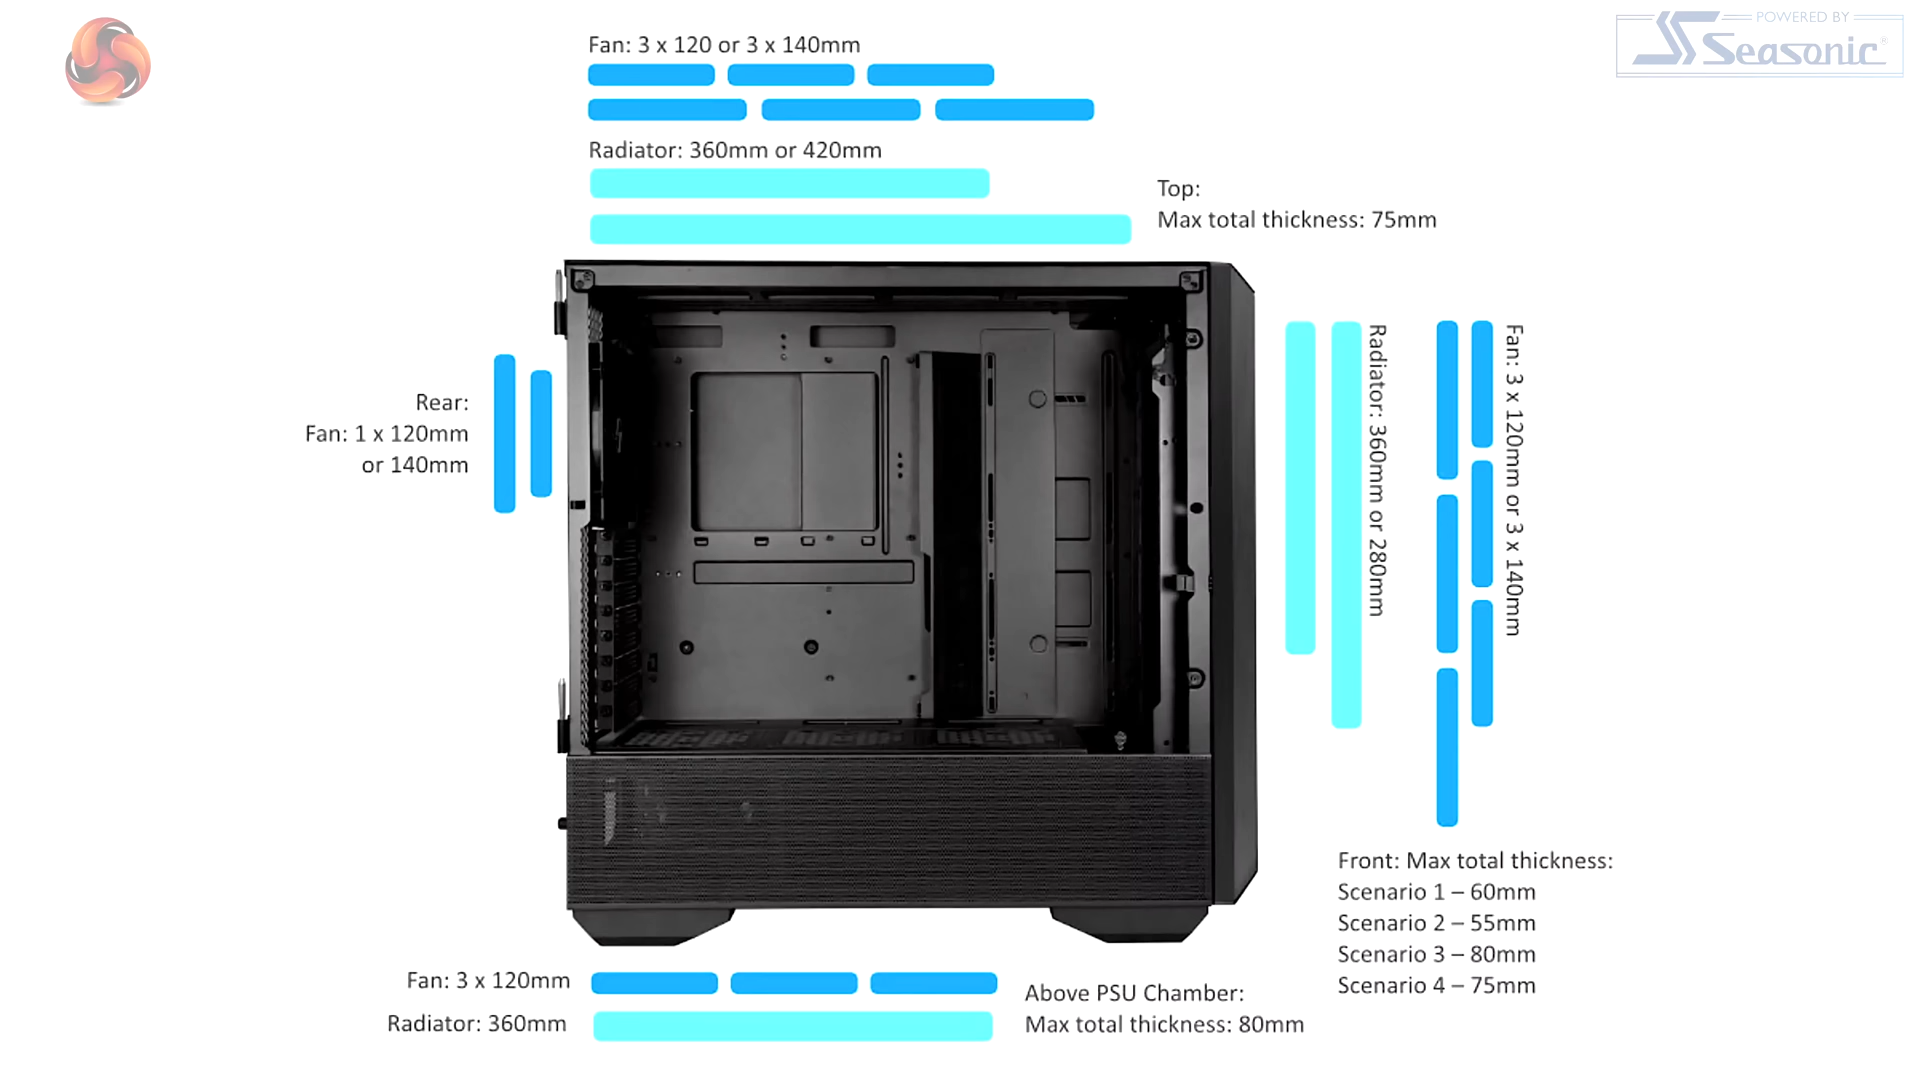 POWERED BY
Seasonic
Fan: 3 x 120 or 3 x 140mm
Radiator: 360mm or 420mm
Top:
Max total thickness: 75mm
Rear:
Fan: 1 x 120mm
or 140mm
Radiator: 360mm or 280mm
Fan: 3 x 120mm or 3 x 140mm
Front: Max total thickness:
Scenario 1 – 60mm
Scenario 2 – 55mm
Scenario 3 – 80mm
Scenario 4 – 75mm
Fan: 3 x 120mm
Radiator: 360mm
Above PSU Chamber:
Max total thickness: 80mm